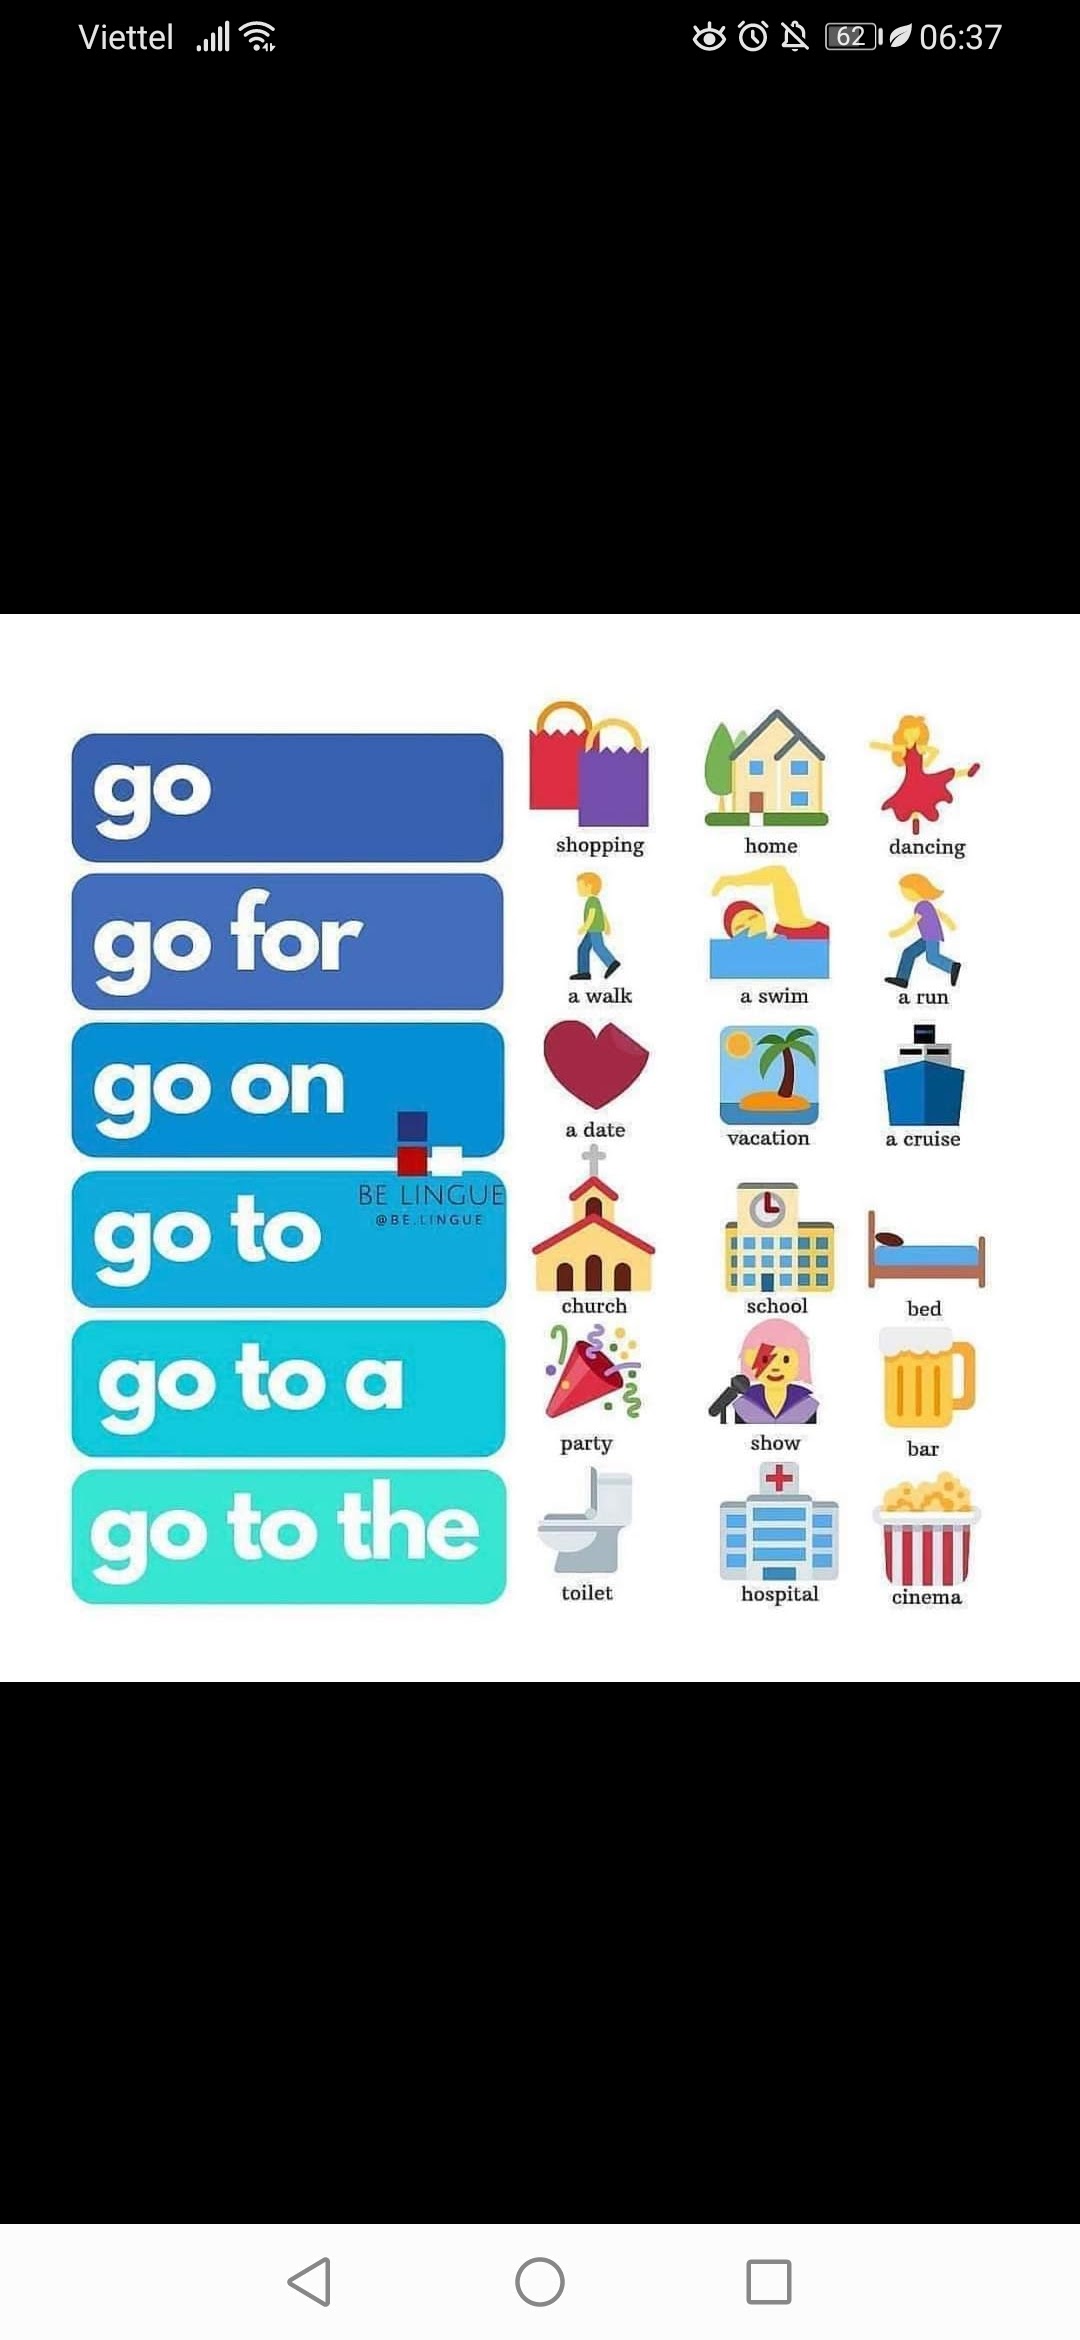 Viettel 62 06:37
go
shopping home dancing
go for
a walk a swim a run
go on
a date vacation a cruise
BE LINGUE
@BE.LINGUE
go to
church school bed
go to a
party show bar
go to the
toilet hospital cinema